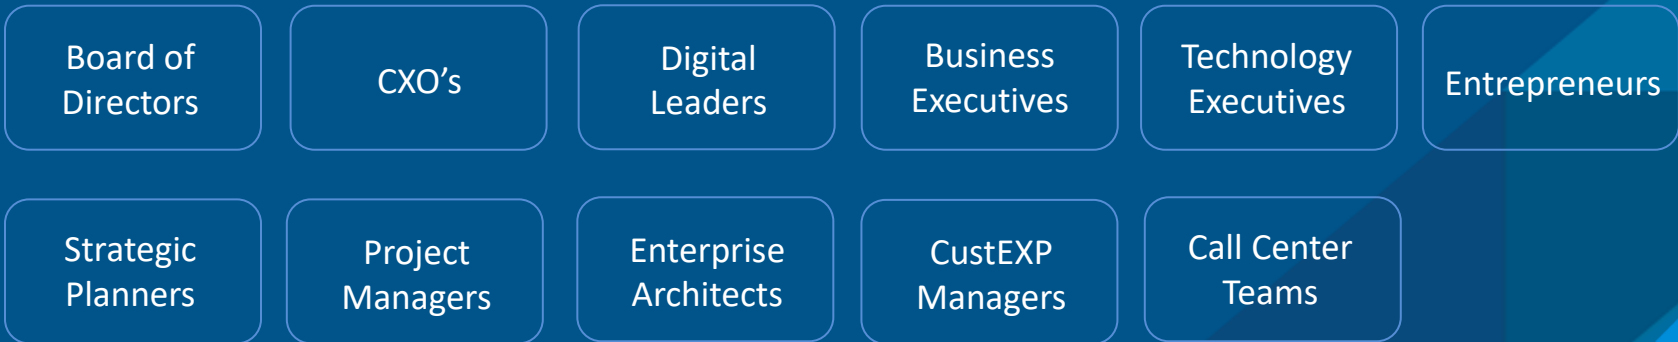 Board of
Directors
CXO’s
Digital
Leaders
Business
Executives
Technology
Executives
Entrepreneurs
Strategic
Planners
Project
Managers
Enterprise
Architects
CustEXP
Managers
Call Center
Teams